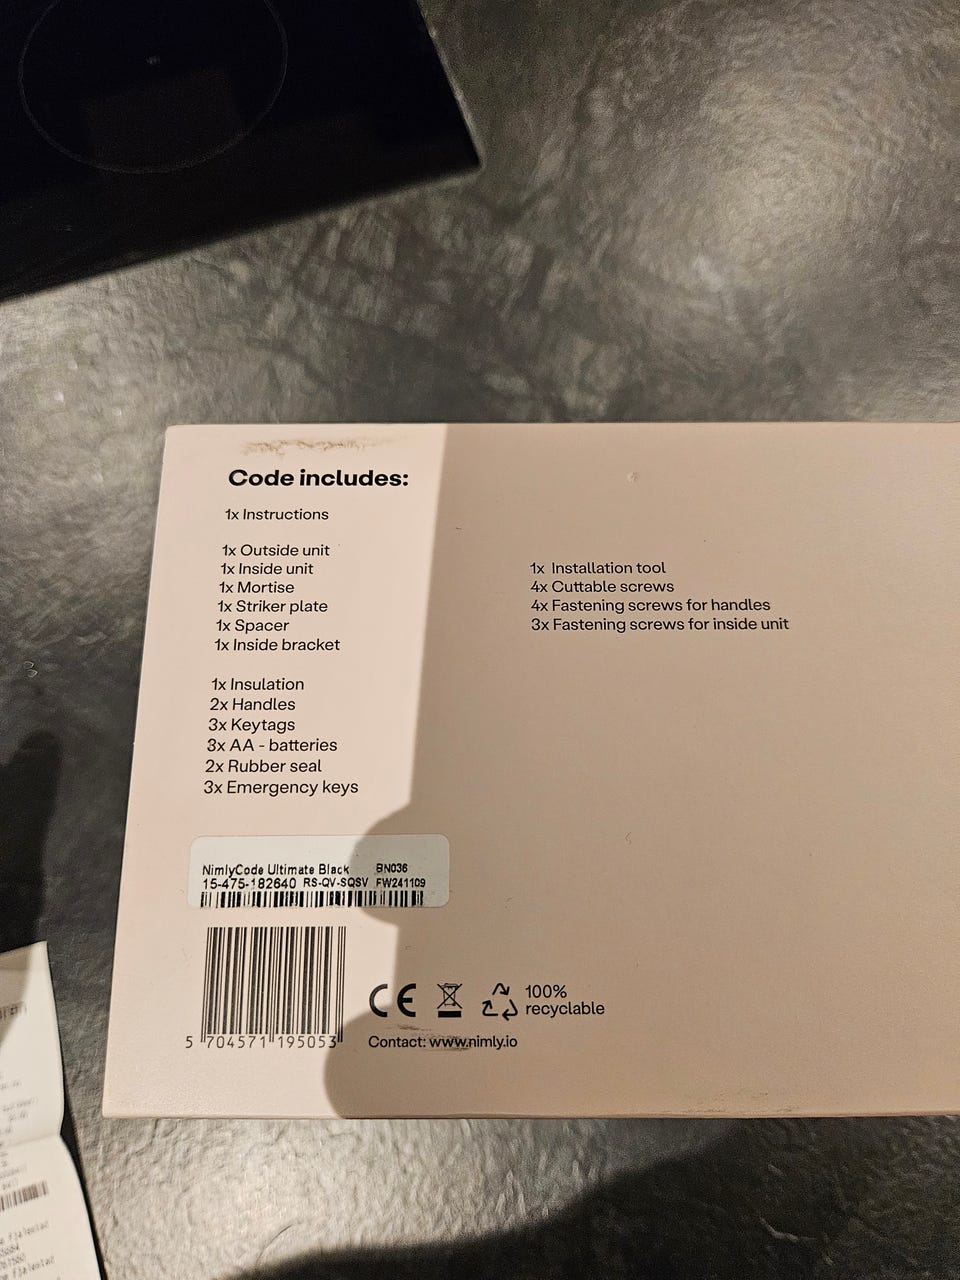 Code includes:
1x Instructions
1x Outside unit
1x Inside unit
1x Mortise
1x Striker plate
1x Spacer
1x Inside bracket
1x Insulation
2x Handles
3x Keytags
3x AA - batteries
2x Rubber seal
3x Emergency keys
1x Installation tool
4x Cuttable screws
4x Fastening screws for handles
3x Fastening screws for inside unit
NimlyCode Ultimate Black BN036
15-475-182640 RS-QV-SQSV FW241109
5 704571 195053
CE
100%
recyclable
Contact: www.nimly.io